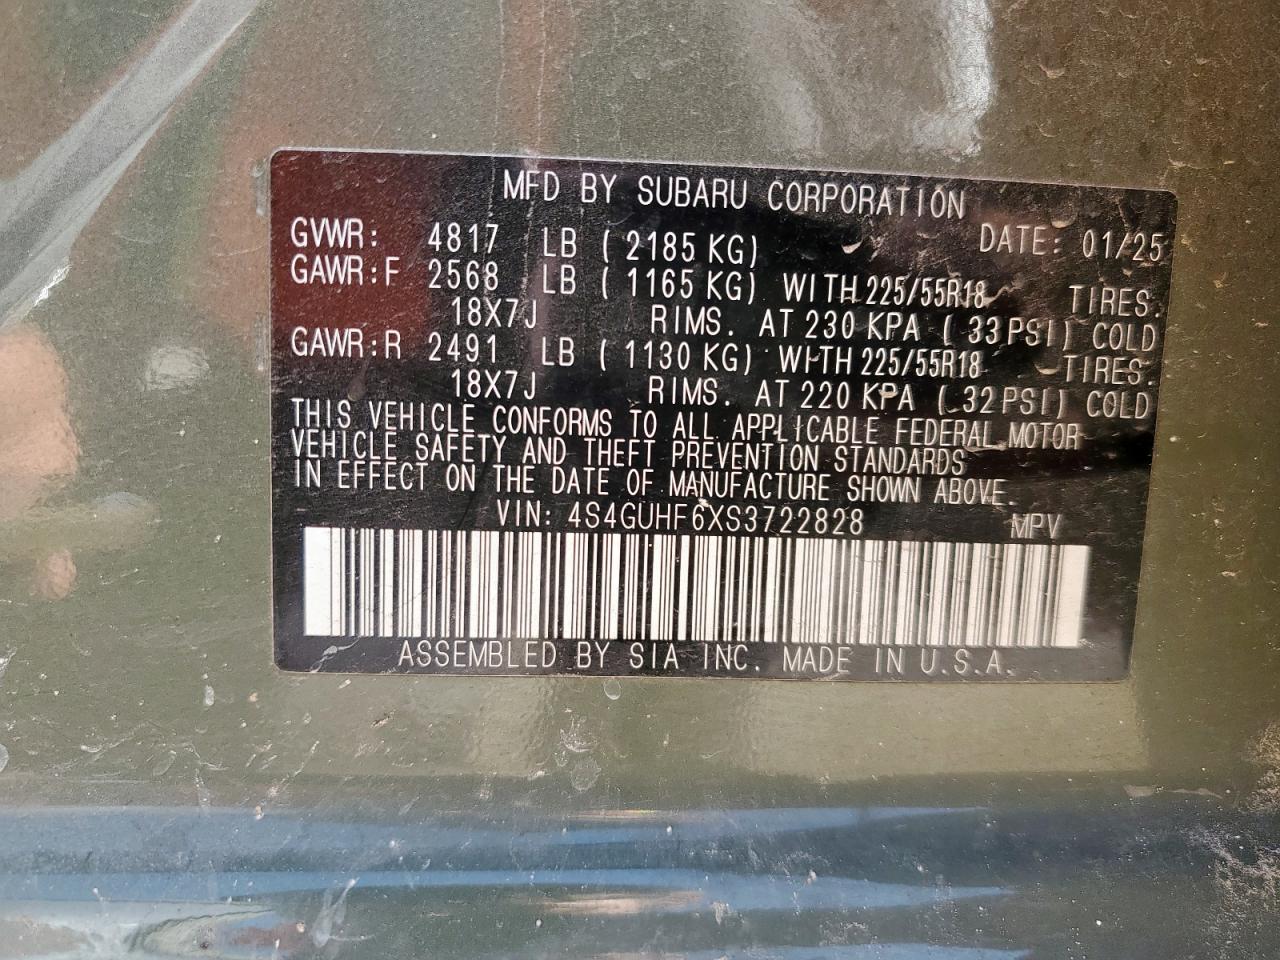 MFD BY SUBARU CORPORATION
GVWR: 4817 LB (2185 KG) DATE: 01/25
GAWR:F 2568 LB (1165 KG) WITH 225/55R18 TIRES.
18X7J RIMS. AT 230 KPA (33 PSI) COLD
GAWR:R 2491 LB (1130 KG) WITH 225/55R18 TIRES.
18X7J RIMS. AT 220 KPA (32 PSI) COLD
THIS VEHICLE CONFORMS TO ALL APPLICABLE FEDERAL MOTOR
VEHICLE SAFETY AND THEFT PREVENTION STANDARDS
IN EFFECT ON THE DATE OF MANUFACTURE SHOWN ABOVE.
VIN: 4S4GUHF6XS3722828 MPV
ASSEMBLED BY SIA INC. MADE IN U.S.A.